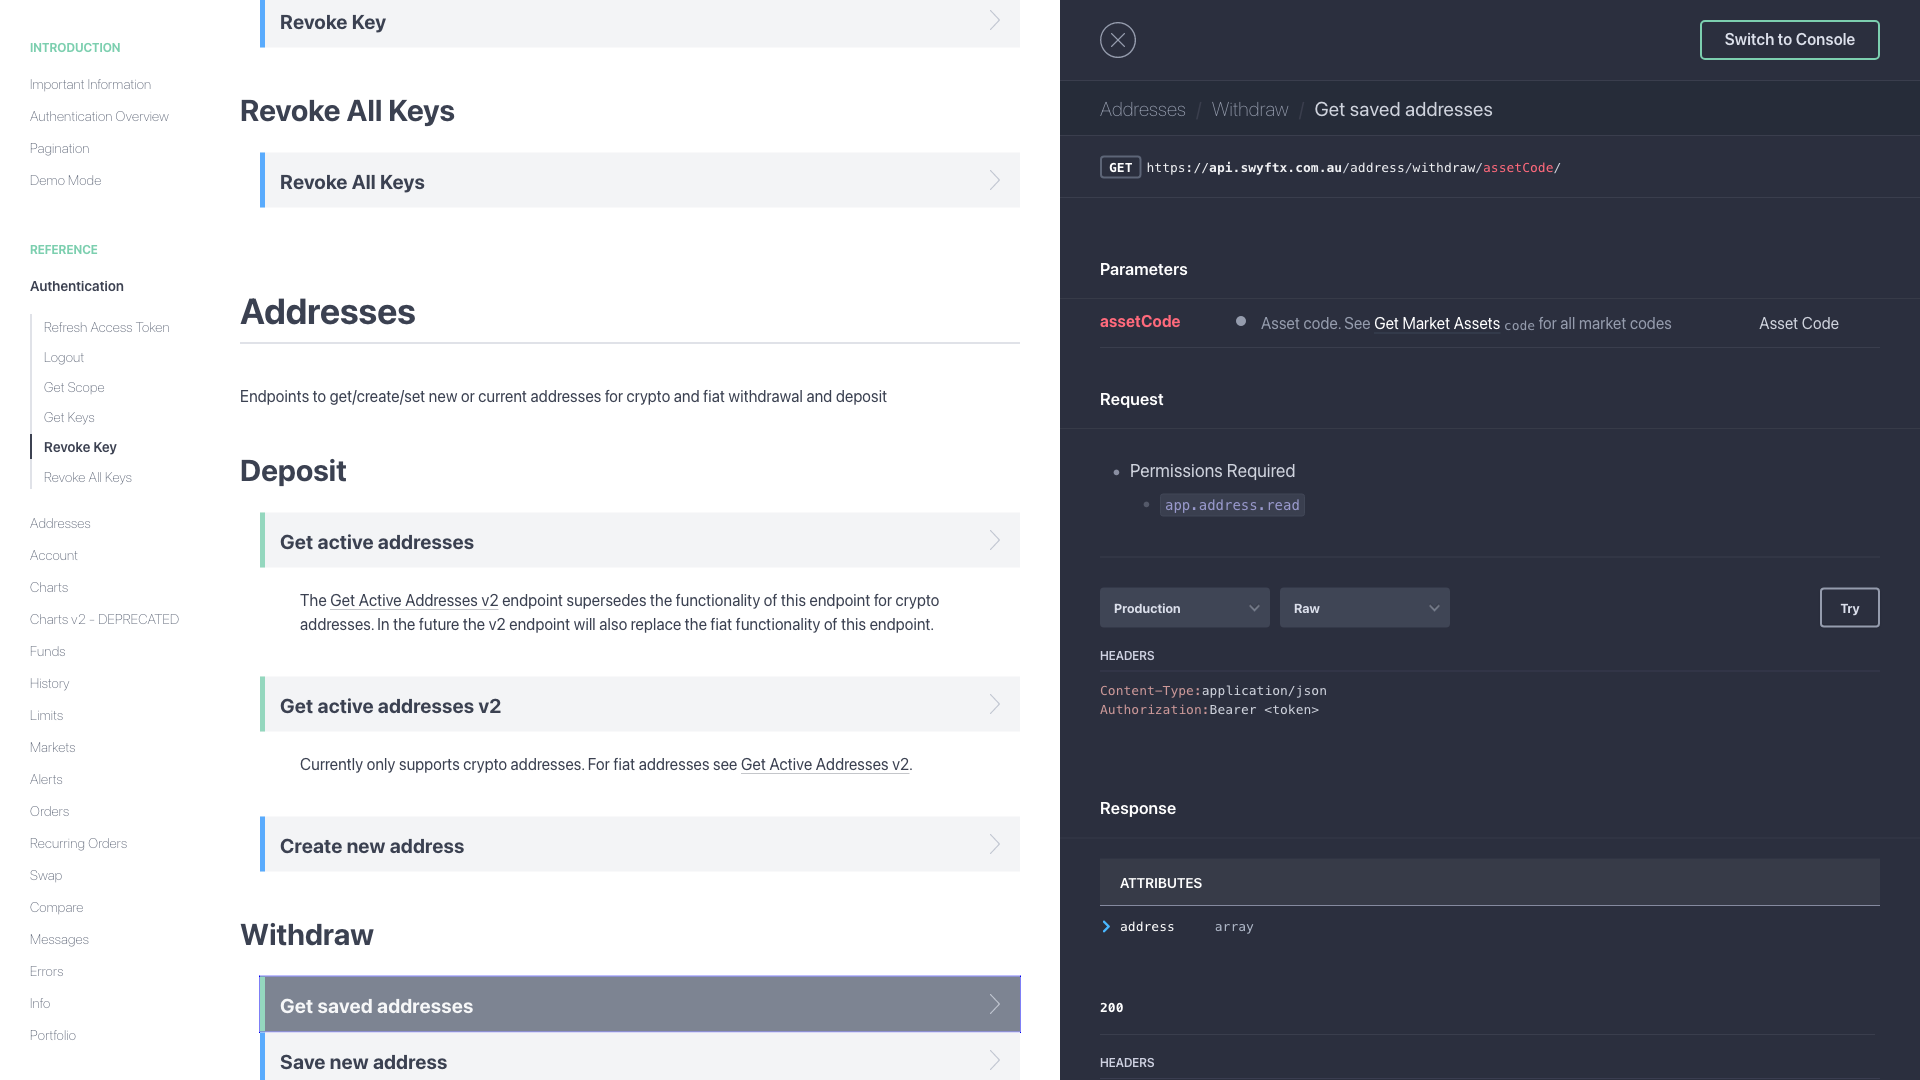 INTRODUCTION
Important Information
Authentication Overview
Pagination
Demo Mode
REFERENCE
Authentication
Refresh Access Token
Logout
Get Scope
Get Keys
Revoke Key
Revoke All Keys
Addresses
Account
Charts
Charts v2 - DEPRECATED
Funds
History
Limits
Markets
Alerts
Orders
Recurring Orders
Swap
Compare
Messages
Errors
Info
Portfolio
Revoke Key
Revoke All Keys
Revoke All Keys
Addresses
Endpoints to get/create/set new or current addresses for crypto and fiat withdrawal and deposit
Deposit
Get active addresses
The Get Active Addresses v2 endpoint supersedes the functionality of this endpoint for crypto
addresses. In the future the v2 endpoint will also replace the fiat functionality of this endpoint.
Get active addresses v2
Currently only supports crypto addresses. For fiat addresses see Get Active Addresses v2.
Create new address
Withdraw
Get saved addresses
Save new address
Switch to Console
Addresses / Withdraw / Get saved addresses
GET https://api.swyftx.com.au/address/withdraw/assetCode/
Parameters
assetCode Asset code. See Get Market Assets code for all market codes Asset Code
Request
• Permissions Required
• app.address.read
Production Raw Try
HEADERS
Content-Type:application/json
Authorization:Bearer <token>
Response
ATTRIBUTES
address array
200
HEADERS